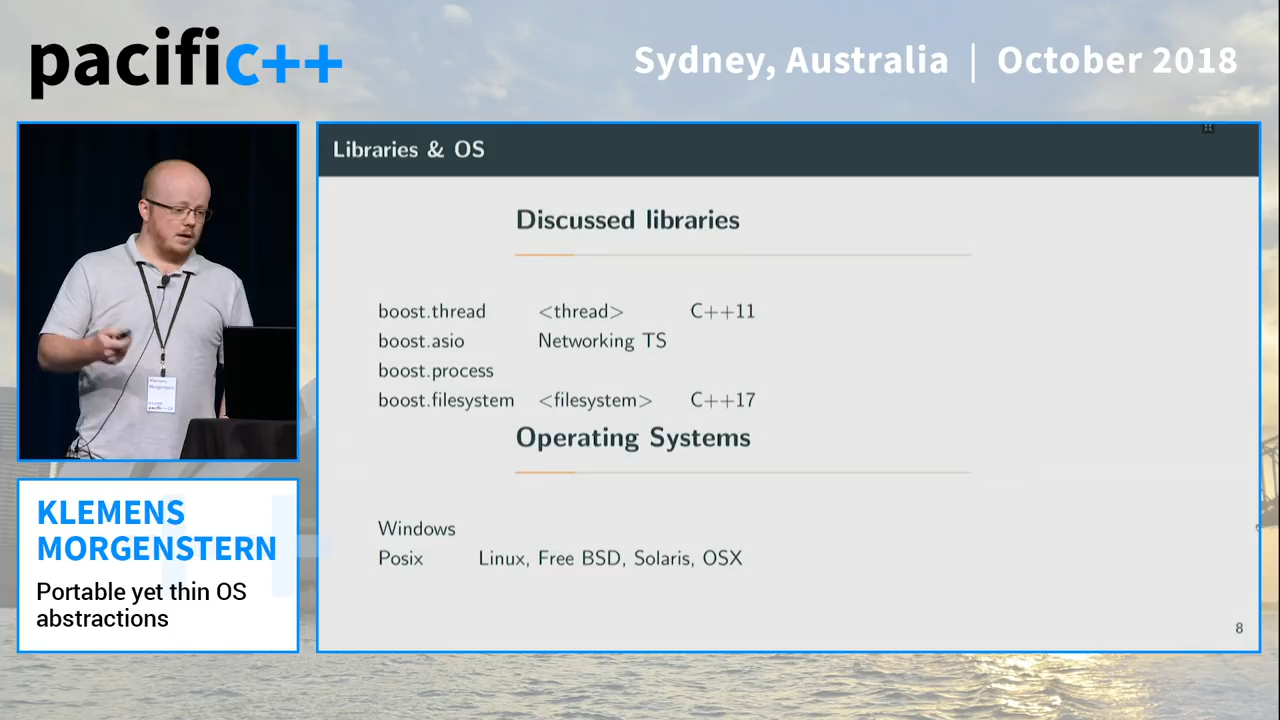 pacific++
Sydney, Australia | October 2018
Libraries & OS
Discussed libraries
boost.thread <thread> C++11
boost.asio Networking TS
boost.process
boost.filesystem <filesystem> C++17
Operating Systems
Windows
Posix Linux, Free BSD, Solaris, OSX
8
Klemens
Morgenstern
KLEMENS
MORGENSTERN
Portable yet thin OS
abstractions